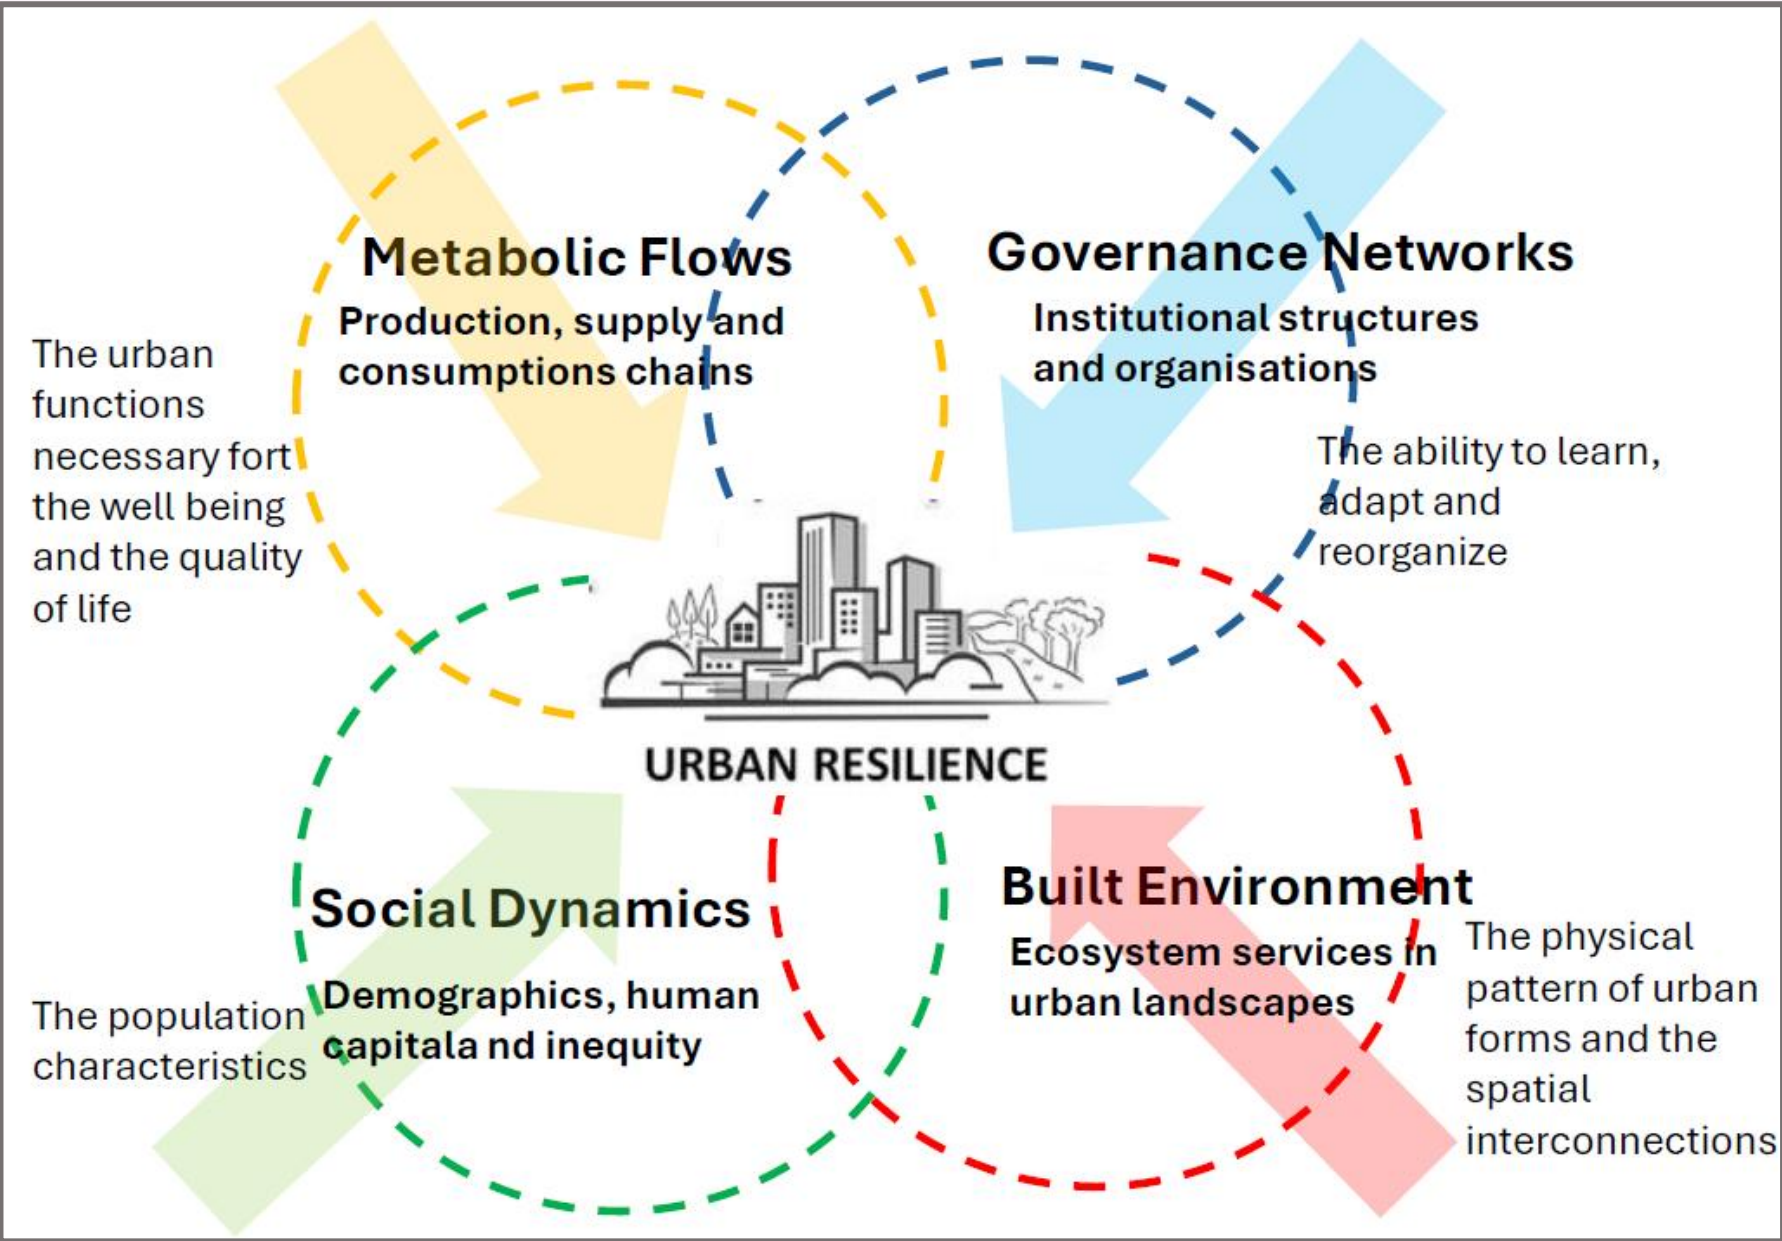 Metabolic Flows
Production, supply and
consumptions chains
The urban
functions
necessary fort
the well being
and the quality
of life
Governance Networks
Institutional structures
and organisations
The ability to learn,
adapt and
reorganize
URBAN RESILIENCE
Social Dynamics
Demographics, human
capitala nd inequity
The population
characteristics
Built Environment
Ecosystem services in
urban landscapes
The physical
pattern of urban
forms and the
spatial
interconnections